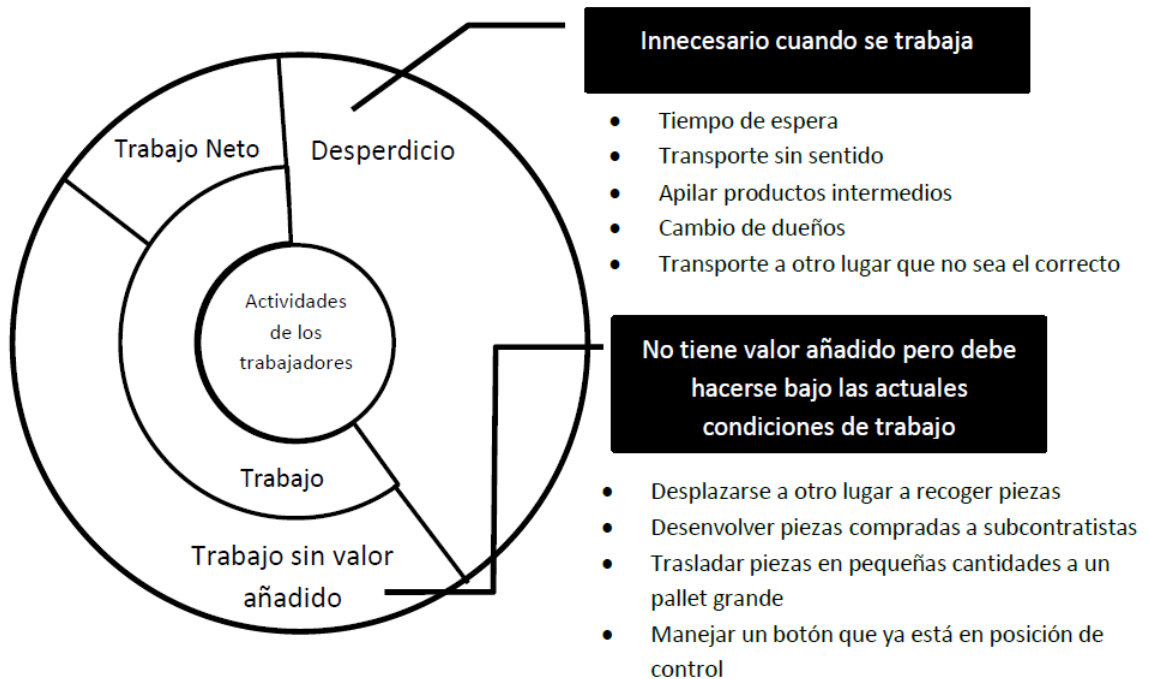 Innecesario cuando se trabaja
Trabajo Neto
Desperdicio
• Tiempo de espera
• Transporte sin sentido
• Apilar productos intermedios
• Cambio de dueños
• Transporte a otro lugar que no sea el correcto
Actividades
de los
trabajadores
No tiene valor añadido pero debe
hacerse bajo las actuales
condiciones de trabajo
Trabajo
Trabajo sin valor
añadido
• Desplazarse a otro lugar a recoger piezas
• Desenvolver piezas compradas a subcontratistas
• Trasladar piezas en pequeñas cantidades a un
pallet grande
• Manejar un botón que ya está en posición de
control